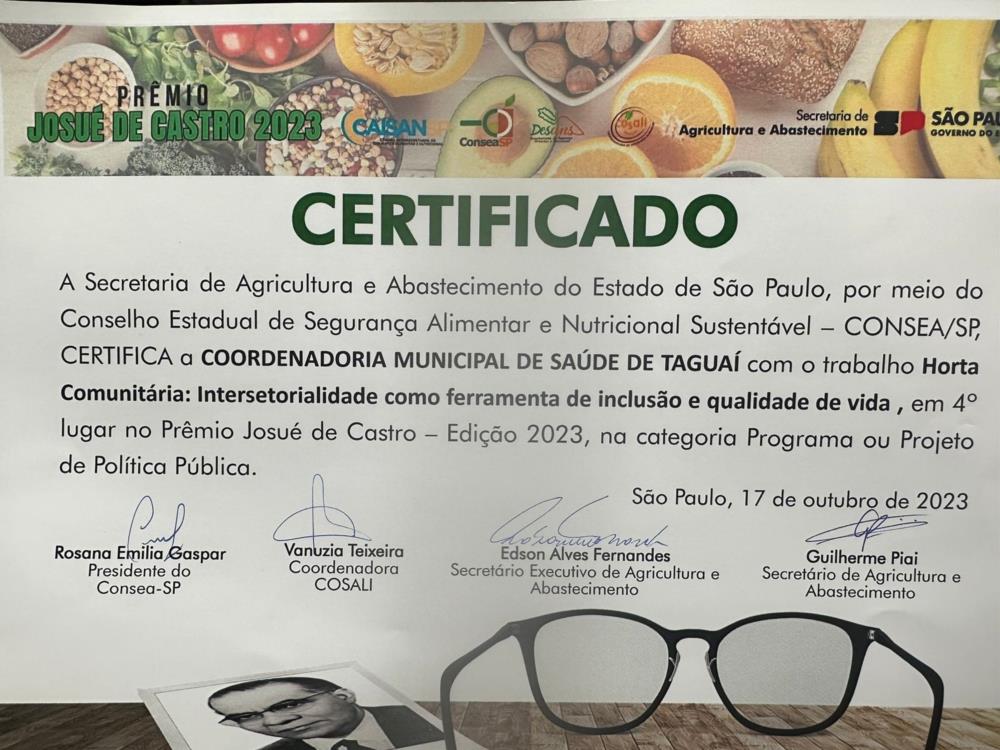 PRÊMIO
JOSUÉ DE CASTRO 2023
CAISAN SP
ConseaSP
Desans
Cosali
Secretaria de
Agricultura e Abastecimento
SÃO PAU
GOVERNO DO E
CERTIFICADO
A Secretaria de Agricultura e Abastecimento do Estado de São Paulo, por meio do
Conselho Estadual de Segurança Alimentar e Nutricional Sustentável – CONSEA/SP,
CERTIFICA a COORDENADORIA MUNICIPAL DE SAÚDE DE TAGUAÍ com o trabalho Horta
Comunitária: Intersetorialidade como ferramenta de inclusão e qualidade de vida , em 4º
lugar no Prêmio Josué de Castro – Edição 2023, na categoria Programa ou Projeto
de Política Pública.
São Paulo, 17 de outubro de 2023
Rosana Emilia Gaspar
Presidente do
Consea-SP
Vanuzia Teixeira
Coordenadora
COSALI
Edson Alves Fernandes
Secretário Executivo de Agricultura e
Abastecimento
Guilherme Piai
Secretário de Agricultura e
Abastecimento